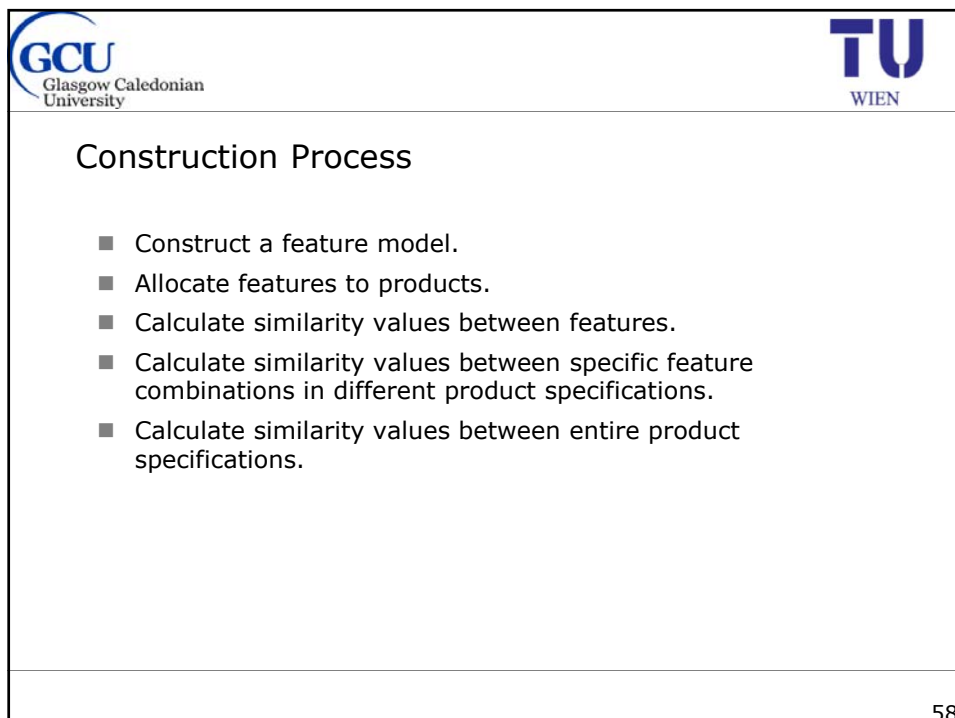 GCU
Glasgow Caledonian
University
TU
WIEN
Construction Process
Construct a feature model.
Allocate features to products.
Calculate similarity values between features.
Calculate similarity values between specific feature
combinations in different product specifications.
Calculate similarity values between entire product
specifications.
58